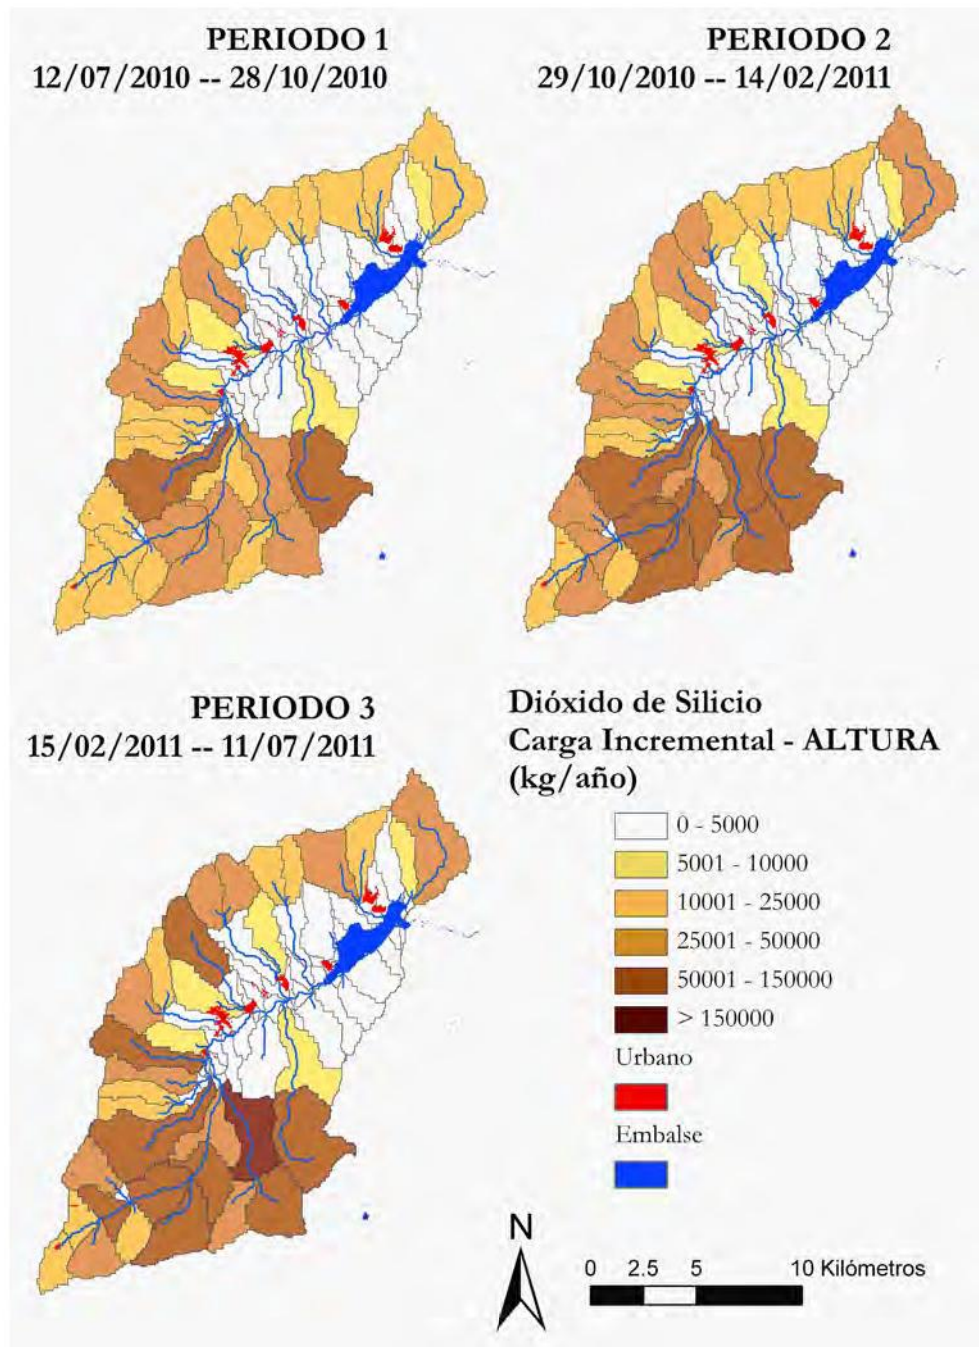 PERIODO 1
12/07/2010 -- 28/10/2010
PERIODO 2
29/10/2010 -- 14/02/2011
PERIODO 3
15/02/2011 -- 11/07/2011
Dióxido de Silicio
Carga Incremental - ALTURA
(kg/año)
0 - 5000
5001 - 10000
10001 - 25000
25001 - 50000
50001 - 150000
> 150000
Urbano
Embalse
N
0 2.5 5 10 Kilómetros